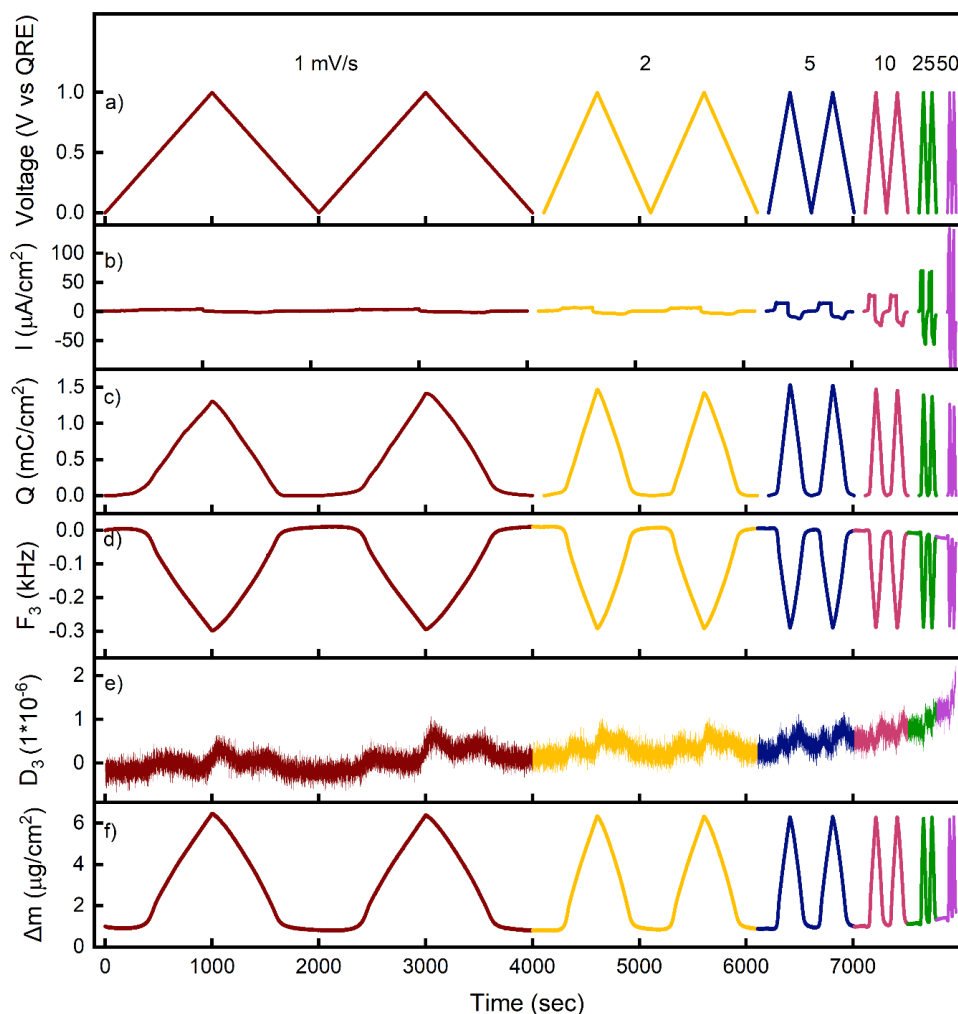 1 mV/s 2 5 10 25 50
Voltage (V vs QRE)
a)
1.0
0.5
0.0
I (µA/cm²)
b)
100
50
0
-50
Q (mC/cm²)
c)
1.5
1.0
0.5
0.0
F₃ (kHz)
d)
0.0
-0.1
-0.2
-0.3
D₃ (1*10⁻⁶)
e)
2
1
0
Δm (µg/cm²)
f)
6
4
2
0
0 1000 2000 3000 4000 5000 6000 7000
Time (sec)